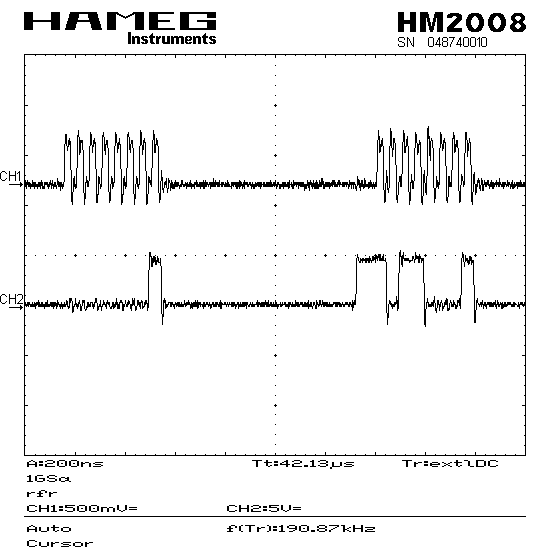 HAMEG
Instruments
HM2008
SN 048740010
CH1
CH2
A:200ns Tt:42.13µs Tr:extlDC
1GSa
rfr
CH1:500mV= CH2:5V=
Auto f(Tr):190.87kHz
Cursor